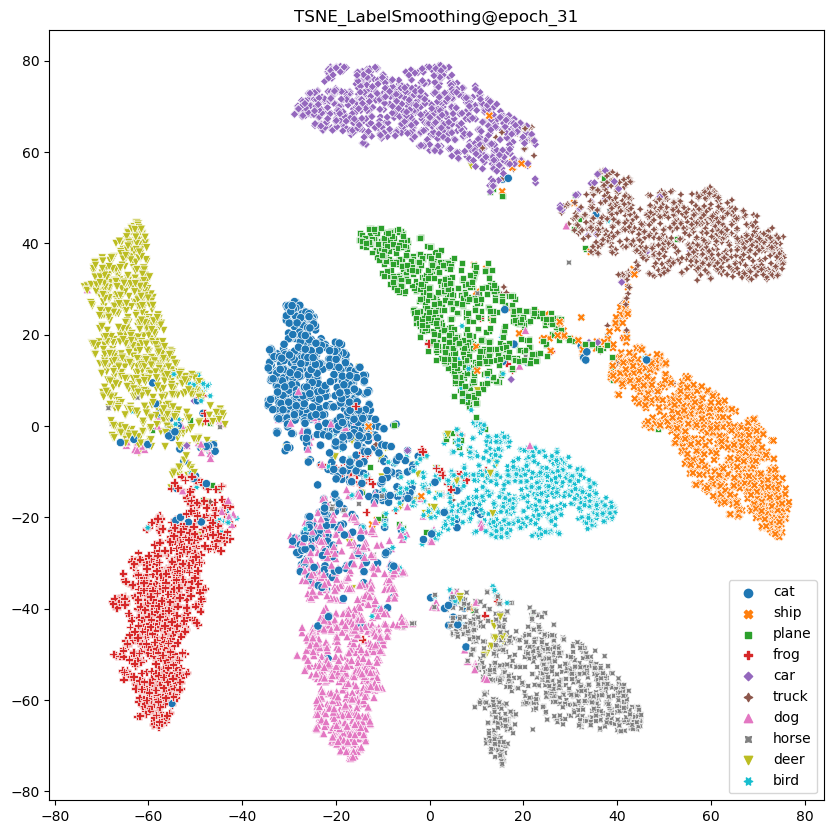 TSNE_LabelSmoothing@epoch_31
80
60
40
20
0
−20
−40
−60
−80
−80 −60 −40 −20 0 20 40 60 80
cat
ship
plane
frog
car
truck
dog
horse
deer
bird